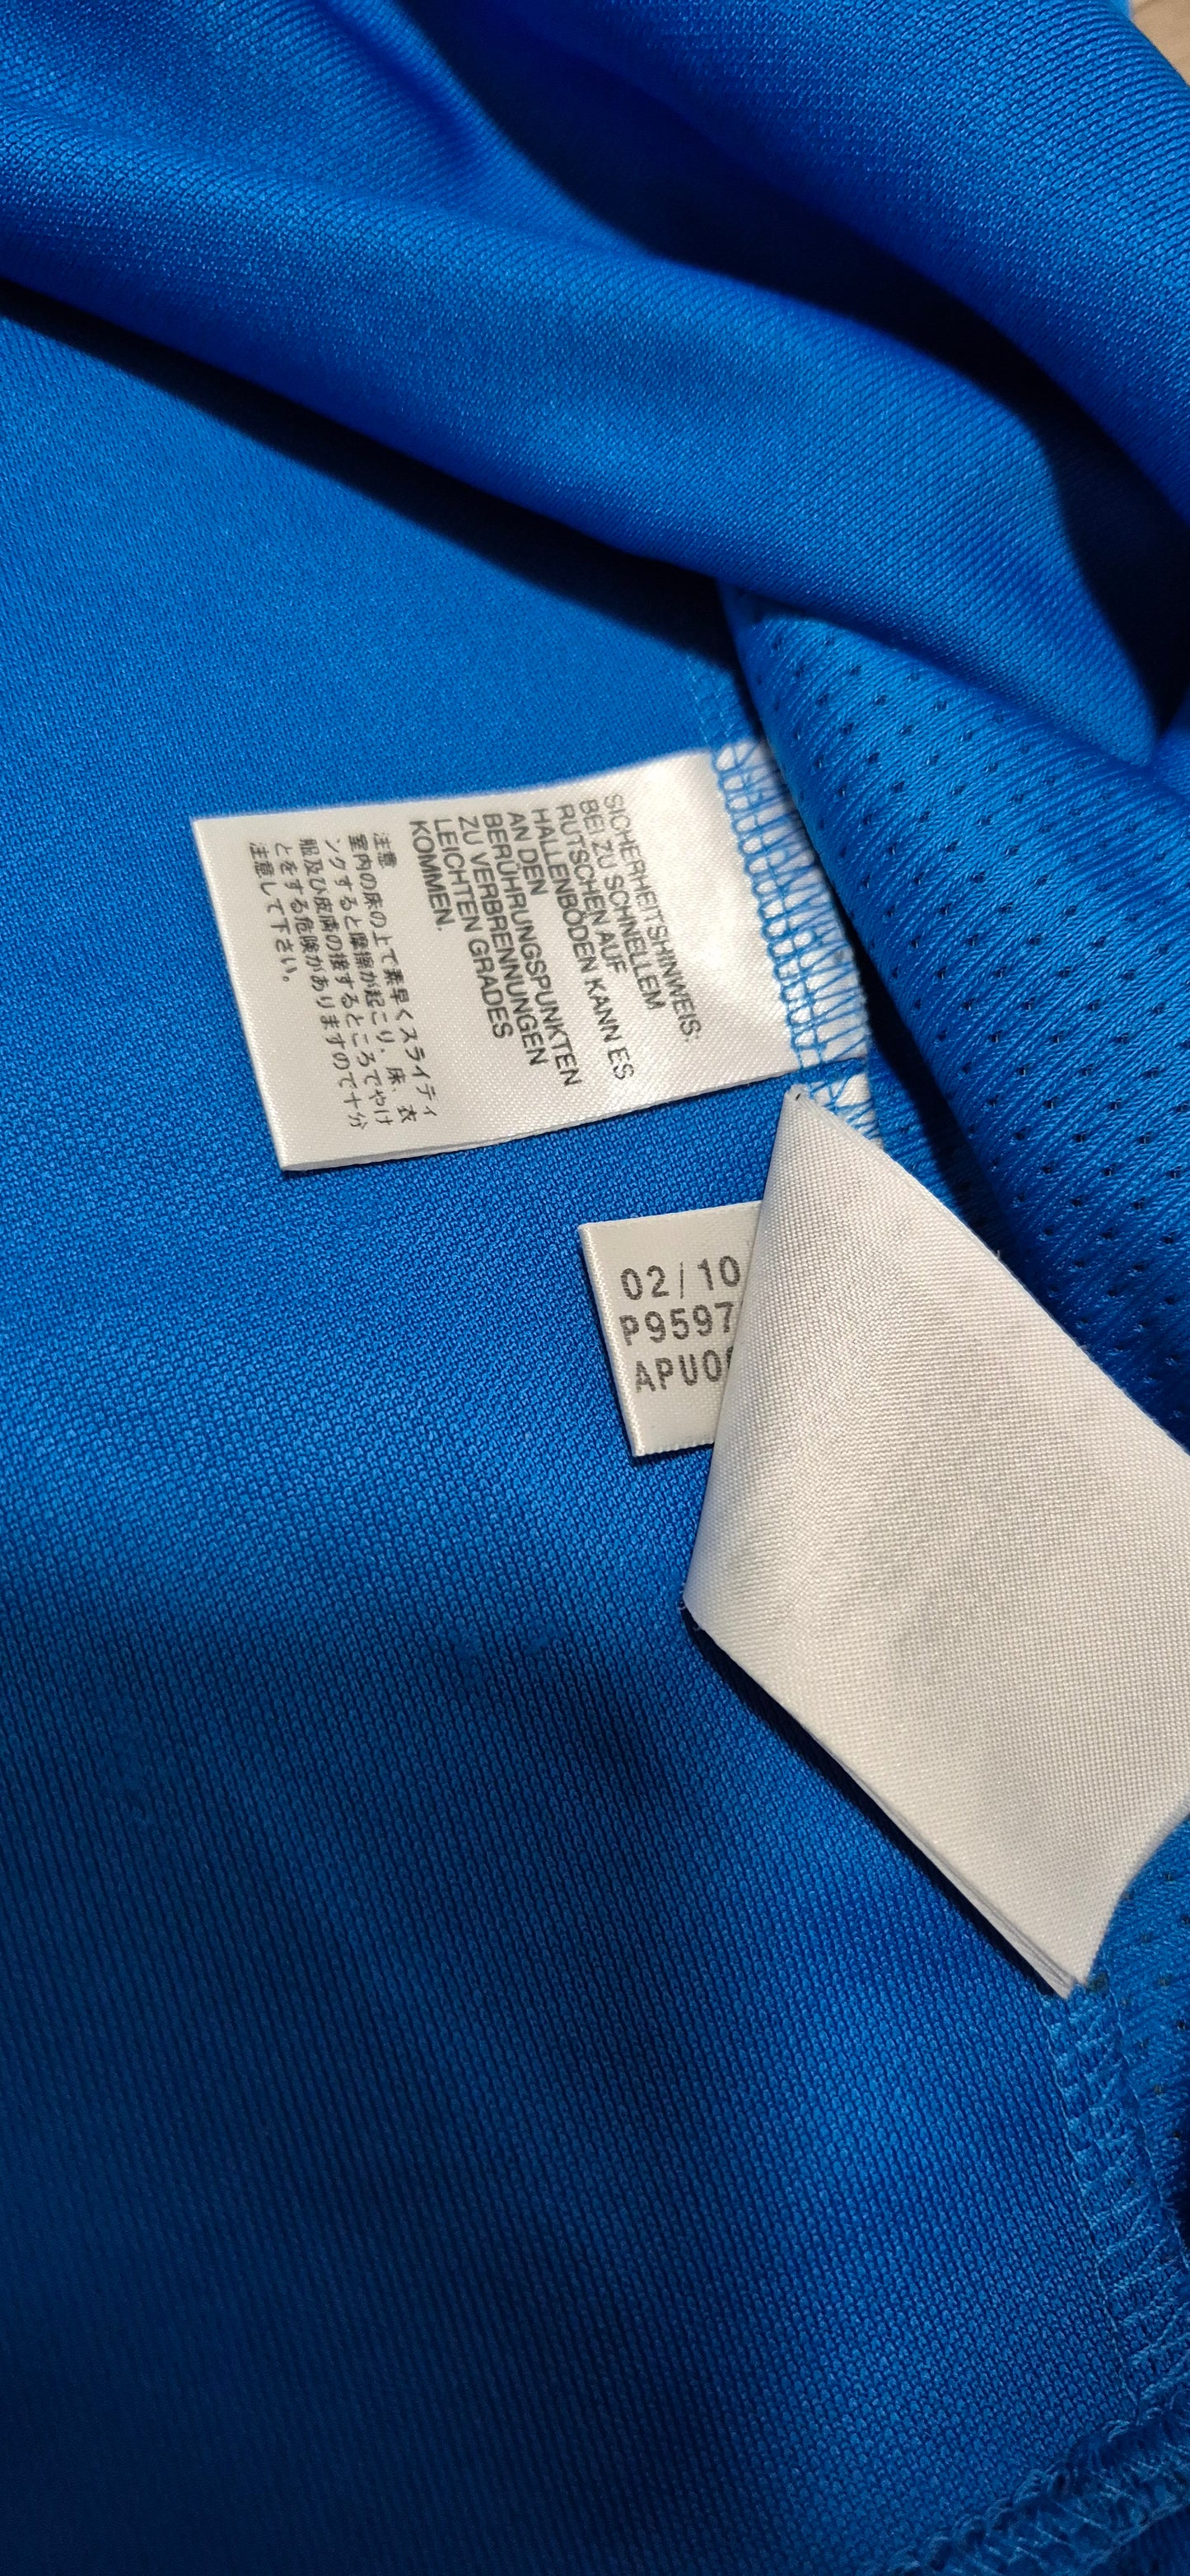 SICHERHEITSHINWEIS:
BEI ZU SCHNELLEM
RUTSCHEN AUF
HALLENBÖDEN KANN ES
AN DEN
BERÜHRUNGSPUNKTEN
ZU VERBRENNUNGEN
LEICHTEN GRADES
KOMMEN.
注意
室内の床の上で素早くスライディ
ングすると摩擦が起こり、床、衣
服及び皮膚の接するところでやけ
どをする危険がありますので十分
注意して下さい。
02/10
P9597
APU0